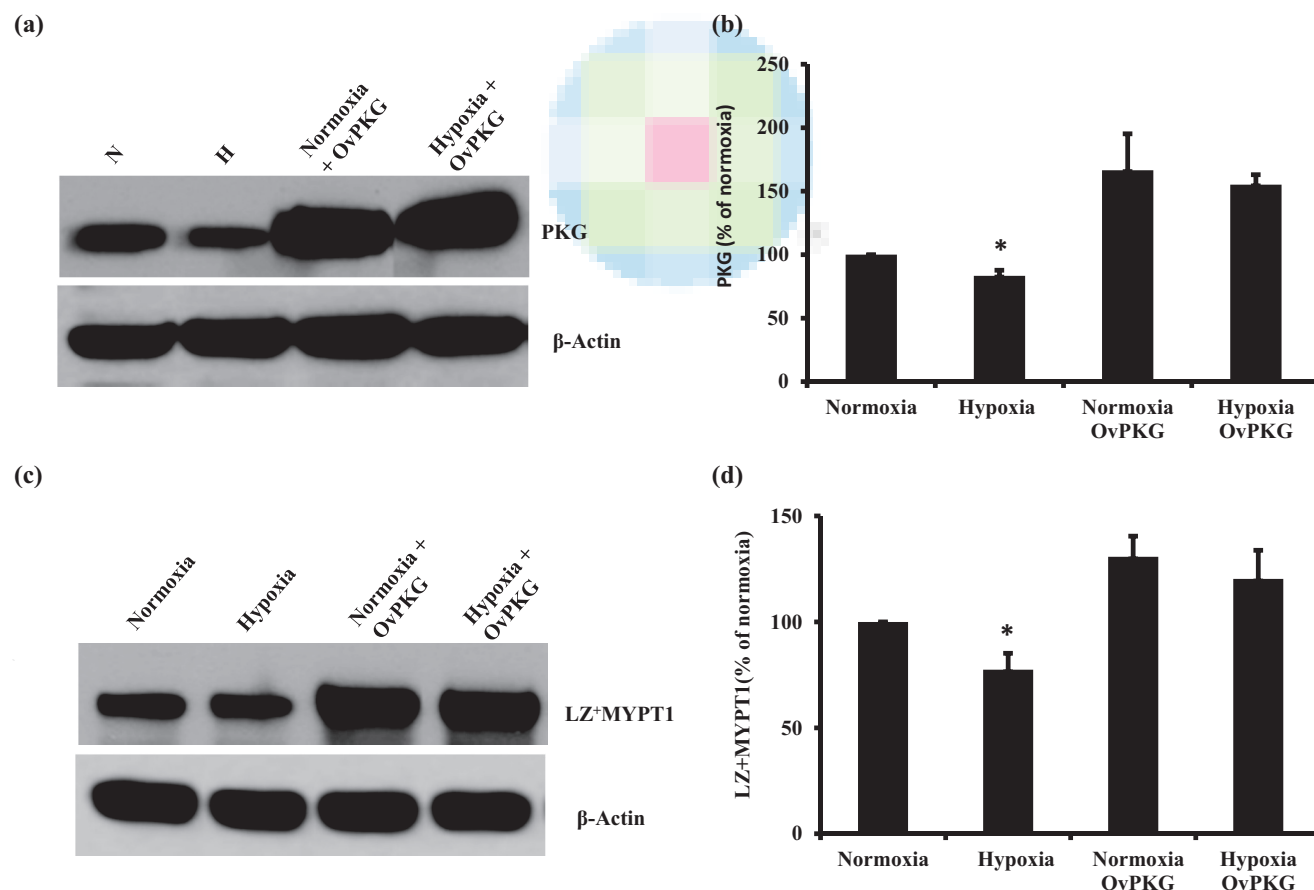 (a)
N
H
Normoxia
+ OvPKG
Hypoxia +
OvPKG
PKG
β-Actin
(b)
PKG (% of normoxia)
250
200
150
100
50
0
*
Normoxia
Hypoxia
Normoxia
OvPKG
Hypoxia
OvPKG
(c)
Normoxia
Hypoxia
Normoxia +
OvPKG
Hypoxia +
OvPKG
LZ⁺MYPT1
β-Actin
(d)
LZ+MYPT1(% of normoxia)
150
100
50
0
*
Normoxia
Hypoxia
Normoxia
OvPKG
Hypoxia
OvPKG